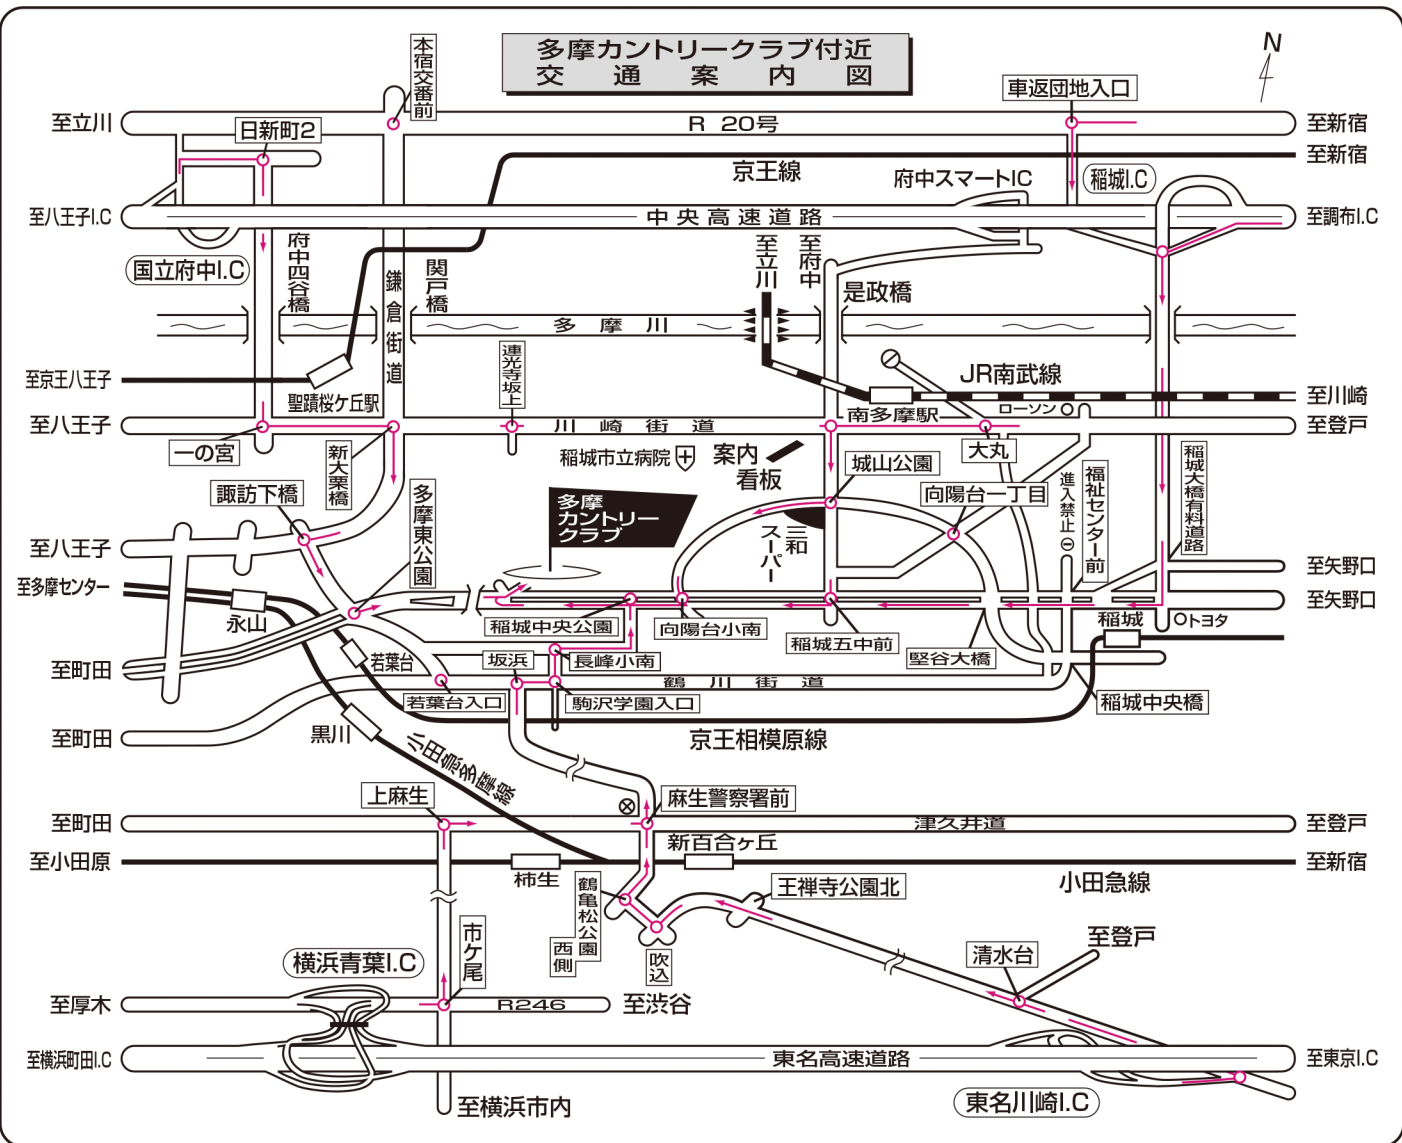 多摩カントリークラブ付近
交通案内図
N
本宿交番前
車返団地入口
至立川
日新町2
R 20号
至新宿
至新宿
京王線
府中スマートIC
稲城I.C
至八王子I.C
中央高速道路
至調布I.C
国立府中I.C
府中四谷橋
鎌倉街道
関戸橋
至立川
至府中
是政橋
多摩川
連光寺坂上
至京王八王子
聖蹟桜ケ丘駅
JR南武線
至川崎
南多摩駅
ローソン
至八王子
川崎街道
至登戸
一の宮
新大栗橋
稲城市立病院
案内
看板
城山公園
大丸
稲城大橋有料道路
諏訪下橋
多摩東公園
多摩
カントリー
クラブ
向陽台一丁目
進入禁止
福祉センター前
スーパー
三和
至八王子
至多摩センター
至矢野口
至矢野口
永山
稲城中央公園
向陽台小南
稲城五中前
稲城
トヨタ
至町田
若葉台
坂浜
長峰小南
堅谷大橋
若葉台入口
駒沢学園入口
鶴川街道
稲城中央橋
至町田
黒川
小田急多摩線
京王相模原線
上麻生
麻生警察署前
至町田
津久井道
至登戸
新百合ヶ丘
至小田原
至新宿
柿生
小田急線
鶴亀松公園
西側
王禅寺公園北
市ケ尾
吹込
清水台
至登戸
横浜青葉I.C
至厚木
R246
至渋谷
至横浜町田I.C
東名高速道路
至東京I.C
至横浜市内
東名川崎I.C